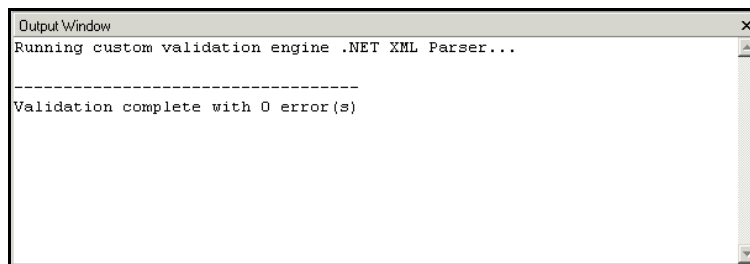 Output Window
Running custom validation engine .NET XML Parser...
-----------------------------------
Validation complete with 0 error(s)